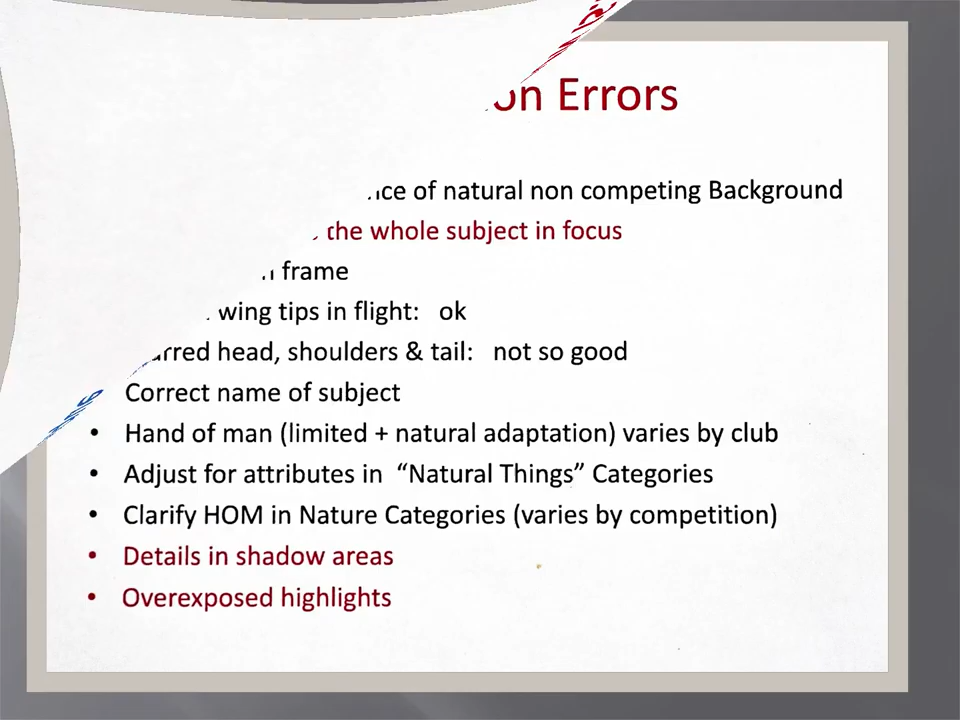 Errors
of natural non competing Background
the whole subject in focus
frame
wing tips in flight: ok
head, shoulders & tail: not so good
Correct name of subject
• Hand of man (limited + natural adaptation) varies by club
• Adjust for attributes in “Natural Things” Categories
• Clarify HOM in Nature Categories (varies by competition)
• Details in shadow areas
• Overexposed highlights